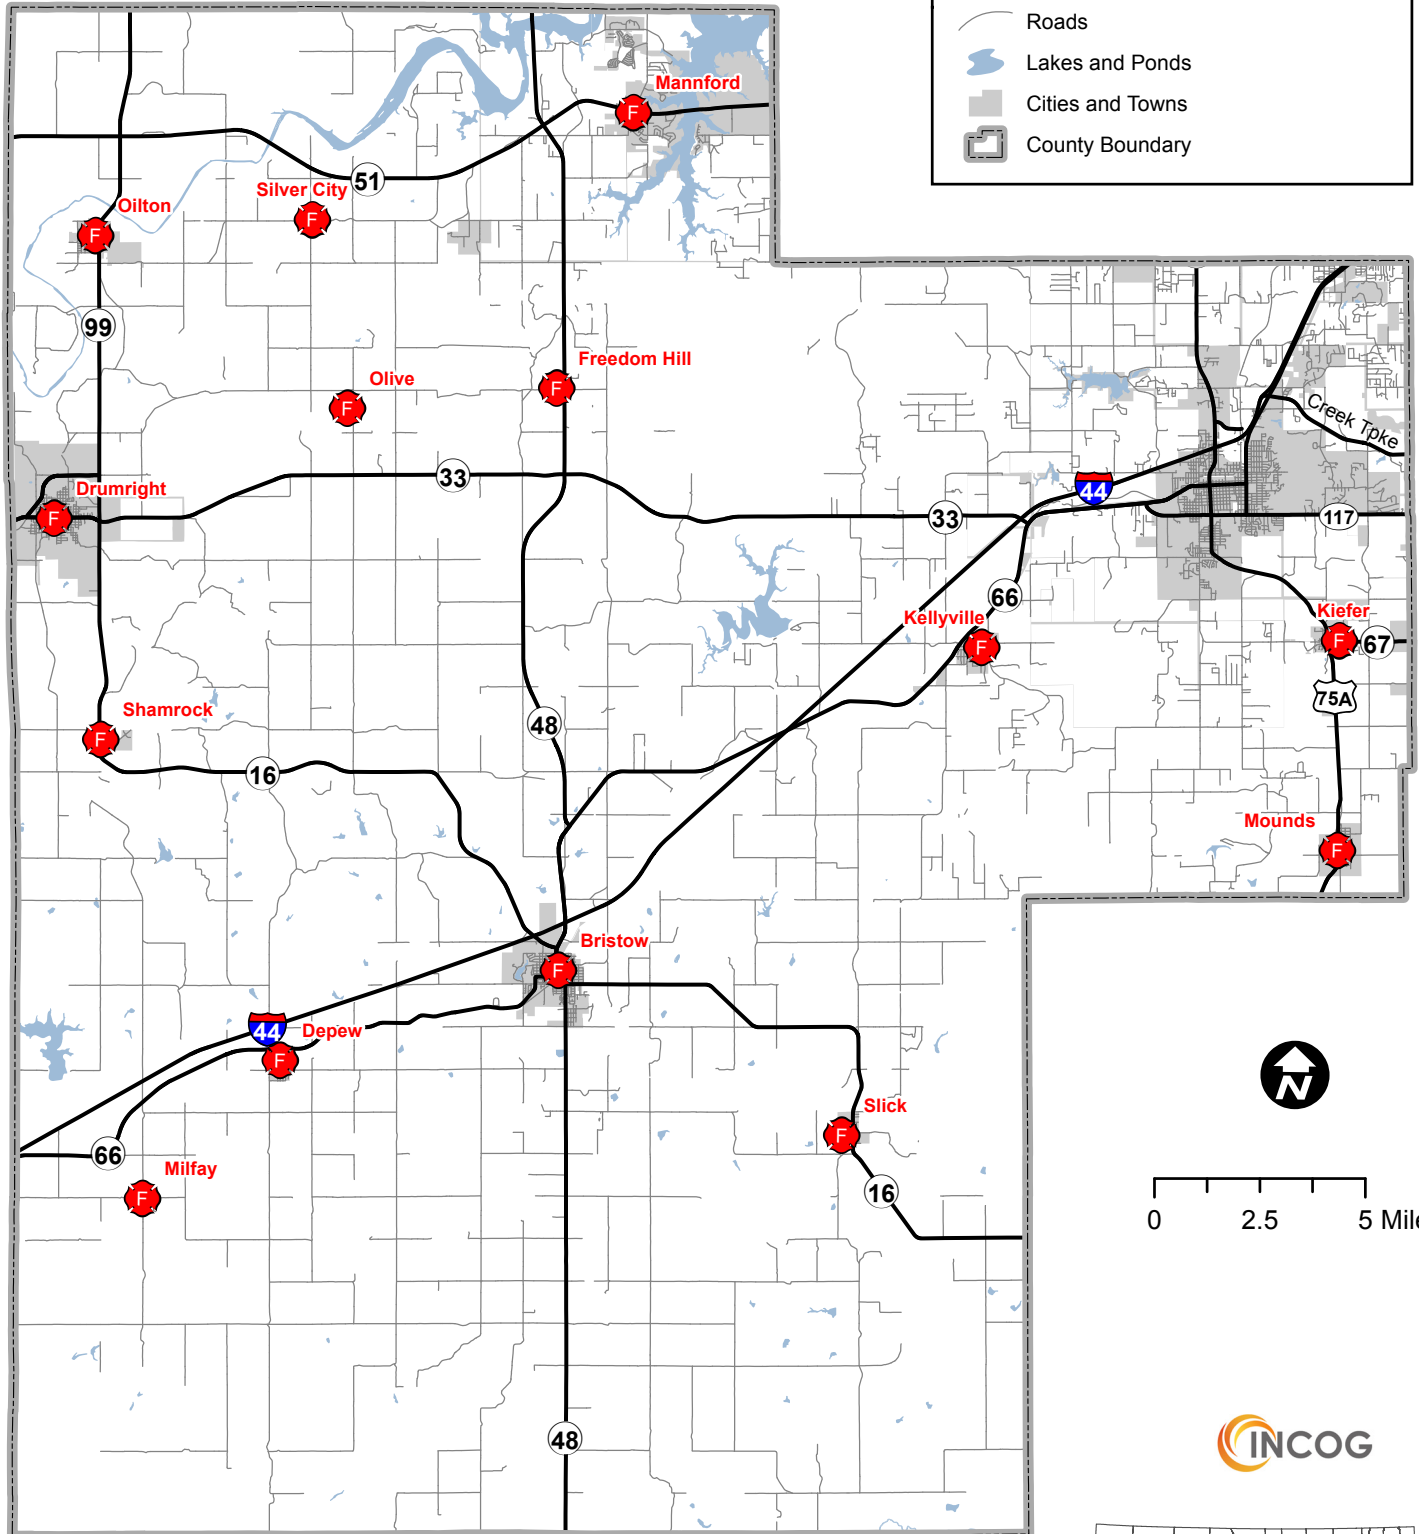 Roads
Lakes and Ponds
Cities and Towns
County Boundary
Mannford
F
51
Silver City
F
Oilton
F
99
Freedom Hill
F
Olive
F
Creek Tpke
33
44
Drumright
F
33
117
66
Kellyville
F
Kiefer
F
67
75A
Shamrock
F
48
16
Mounds
F
Bristow
F
44
Depew
F
Slick
F
66
Milfay
F
16
N
0 2.5 5 Mile
48
INCOG